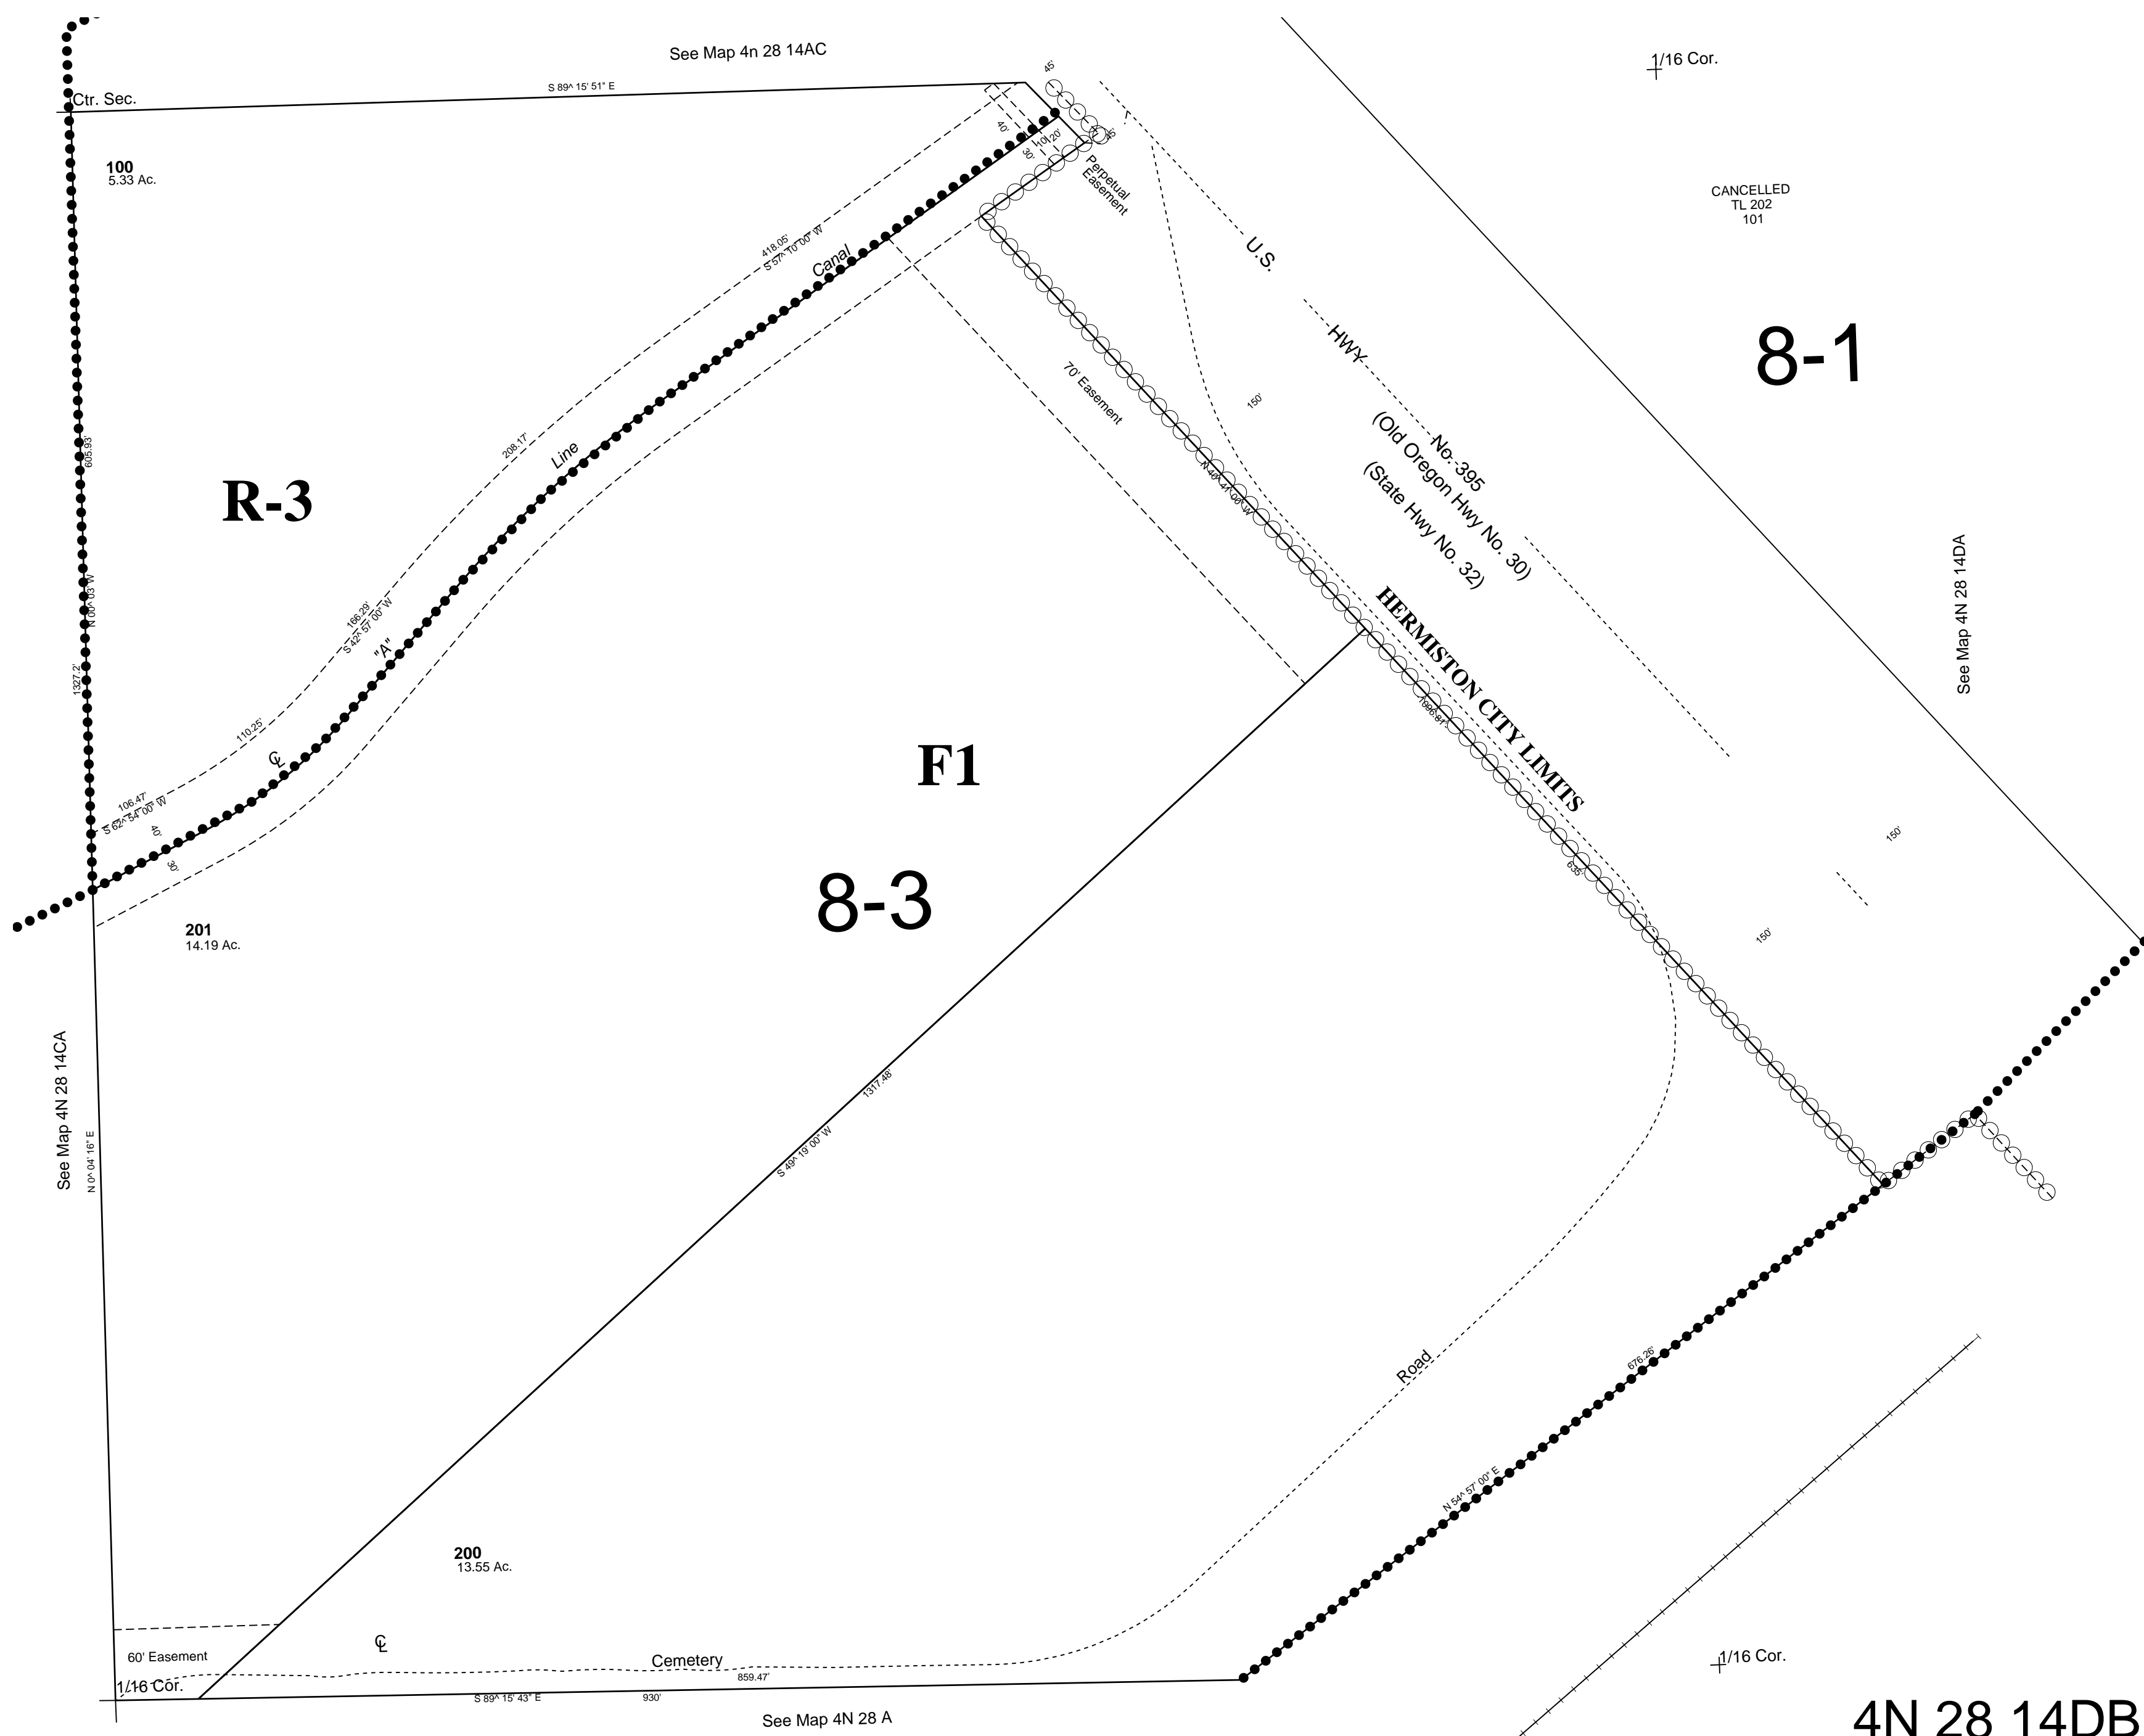 See Map 4n 28 14AC
S 89^ 15' 51" E
Ctr. Sec.
45'
1/16 Cor.
100
5.33 Ac.
40'
30'
10'
20'
45'
Perpetual
Easement
CANCELLED
TL 202
101
8-1
U.S.
HWY
No. 395
(Old Oregon Hwy No. 30)
(State Hwy No. 32)
150'
418.05'
S 57^ 10' 00" W
Canal
70' Easement
208.17'
Line
605.93'
R-3
N 46^ 41' 00" W
See Map 4N 28 14DA
N 00^ 03' W
166.29'
S 42^ 57' 00" W
"A"
HERMISTON CITY LIMITS
1327.2'
1096.81'
110.25'
F1
106.47'
S 62^ 54' 00" W
40'
30'
8-3
635'
150'
150'
201
14.19 Ac.
See Map 4N 28 14CA
N 0^ 04' 16" E
1317.48'
S 49^ 19' 00" W
Road
676.26'
N 54^ 57' 00" E
200
13.55 Ac.
60' Easement
1/16 Cor.
Cemetery
859.47'
S 89^ 15' 43" E
930'
See Map 4N 28 A
1/16 Cor.
4N 28 14DB